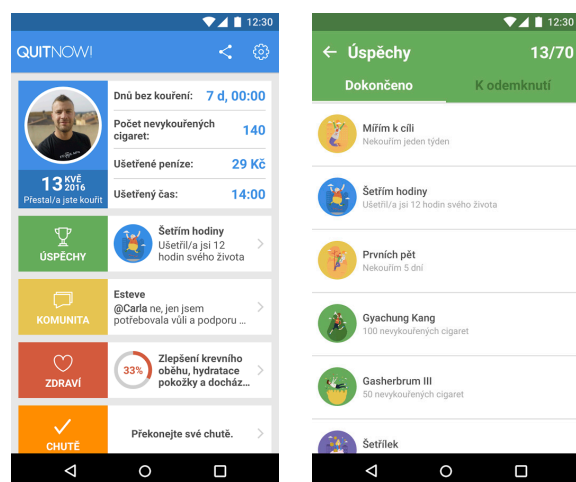 12:30
QUITNOW!
Dnů bez kouření: 7 d, 00:00
Počet nevykouřených
cigaret: 140
Ušetřené peníze: 29 Kč
Ušetřený čas: 14:00
13 KVĚ
2016
Přestal/a jste kouřit
ÚSPĚCHY
Šetřím hodiny
Ušetřil/a jsi 12
hodin svého života
KOMUNITA
Esteve
@Carla ne, jen jsem
potřebovala vůli a podporu ...
ZDRAVÍ
33%
Zlepšení krevního
oběhu, hydratace
pokožky a docház...
CHUTĚ
Překonejte své chutě.
12:30
Úspěchy 13/70
Dokončeno K odemknutí
Mířím k cíli
Nekouřím jeden týden
Šetřím hodiny
Ušetřil/a jsi 12 hodin svého života
Prvních pět
Nekouřím 5 dní
Gyachung Kang
100 nevykouřených cigaret
Gasherbrum III
50 nevykouřených cigaret
Šetřílek